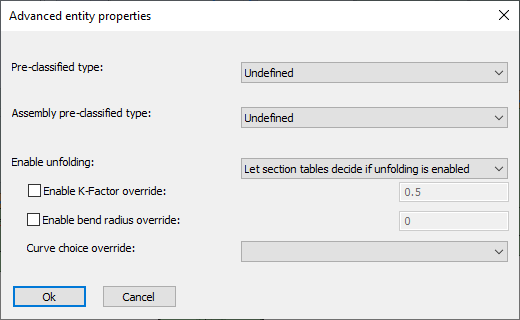 Advanced entity properties
Pre-classified type: Undefined
Assembly pre-classified type: Undefined
Enable unfolding: Let section tables decide if unfolding is enabled
Enable K-Factor override: 0.5
Enable bend radius override: 0
Curve choice override:
Ok Cancel